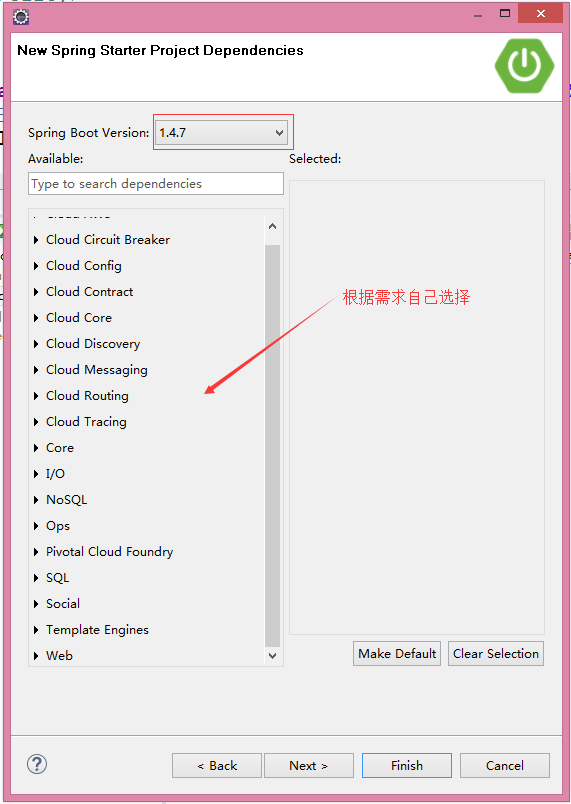 New Spring Starter Project Dependencies
Spring Boot Version: 1.4.7
Available:
Selected:
Type to search dependencies
Cloud Circuit Breaker
Cloud Config
Cloud Contract
Cloud Core
Cloud Discovery
Cloud Messaging
Cloud Routing
Cloud Tracing
Core
I/O
NoSQL
Ops
Pivotal Cloud Foundry
SQL
Social
Template Engines
Web
根据需求自己选择
Make Default
Clear Selection
?
< Back
Next >
Finish
Cancel